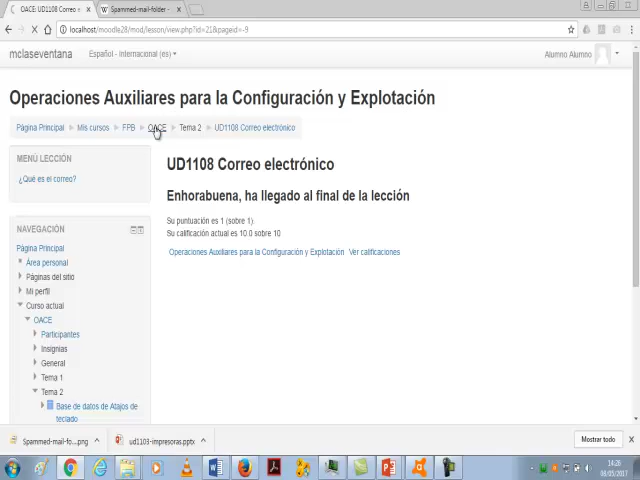 OACE: UD1108 Correo e
Spammed-mail-folder -
localhost/moodle28/mod/lesson/view.php?id=21&pageid=-9
mclaseventana
Español - Internacional (es)
Alumno Alumno
Operaciones Auxiliares para la Configuración y Explotación
Página Principal
Mis cursos
FPB
OACE
Tema 2
UD1108 Correo electrónico
MENÚ LECCIÓN
¿Qué es el correo?
UD1108 Correo electrónico
Enhorabuena, ha llegado al final de la lección
Su puntuación es 1 (sobre 1).
Su calificación actual es 10.0 sobre 10
Operaciones Auxiliares para la Configuración y Explotación
Ver calificaciones
NAVEGACIÓN
Página Principal
Área personal
Páginas del sitio
Mi perfil
Curso actual
OACE
Participantes
Insignias
General
Tema 1
Tema 2
Base de datos de Atajos de
teclado
Spammed-mail-fo....png
ud1103-impresoras.pptx
Mostrar todo
14:20
08/05/2017